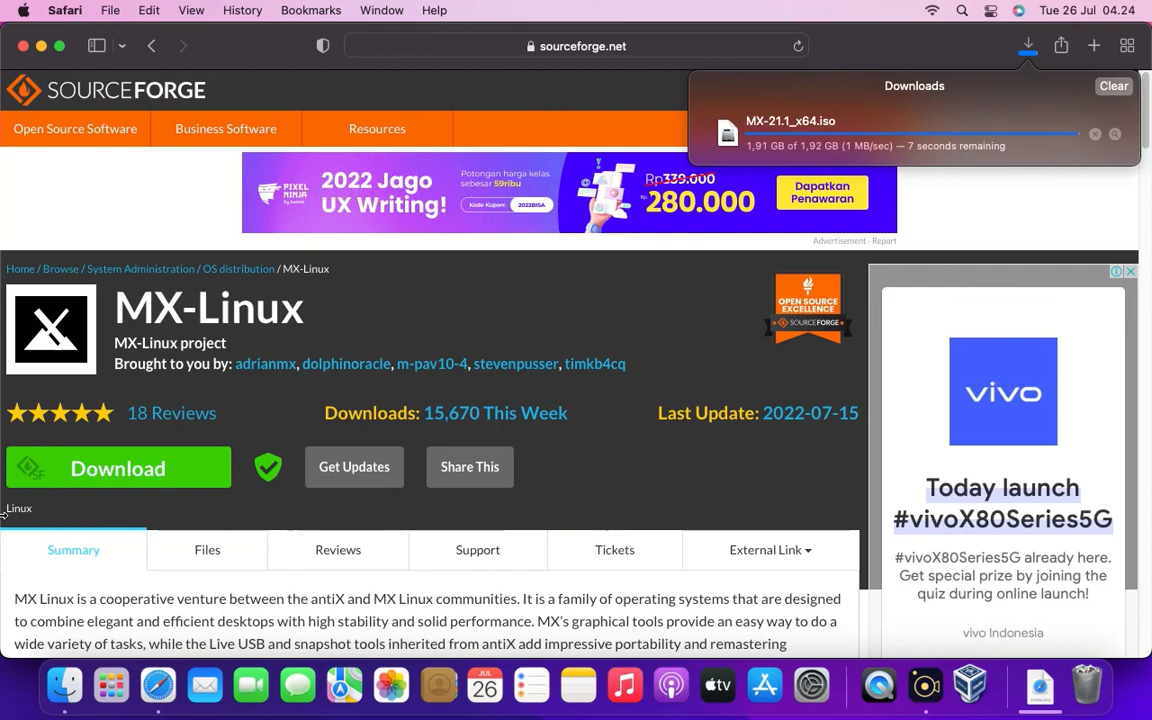 Safari File Edit View History Bookmarks Window Help Tue 26 Jul 04.24
sourceforge.net
SOURCEFORGE
Downloads Clear
MX-21.1_x64.iso
1,91 GB of 1,92 GB (1 MB/sec) — 7 seconds remaining
Open Source Software Business Software Resources
PIXEL NINJA
2022 Jago
UX Writing!
Potongan harga kelas
sebesar 59ribu
Kode Kupon: 2022BISA
Rp339.000
Rp 280.000
Dapatkan
Penawaran
Advertisement - Report
Home / Browse / System Administration / OS distribution / MX-Linux
MX-Linux
MX-Linux project
Brought to you by: adrianmx, dolphinoracle, m-pav10-4, stevenpusser, timkb4cq
OPEN SOURCE
EXCELLENCE
SOURCEFORGE
18 Reviews
Downloads: 15,670 This Week
Last Update: 2022-07-15
SF Download
Get Updates
Share This
Linux
Summary Files Reviews Support Tickets External Link
MX Linux is a cooperative venture between the antiX and MX Linux communities. It is a family of operating systems that are designed
to combine elegant and efficient desktops with high stability and solid performance. MX's graphical tools provide an easy way to do a
wide variety of tasks, while the Live USB and snapshot tools inherited from antiX add impressive portability and remastering
vivo
Today launch
#vivoX80Series5G
#vivoX80Series5G already here.
Get special prize by joining the
quiz during online launch!
vivo Indonesia
JUL
26
tv